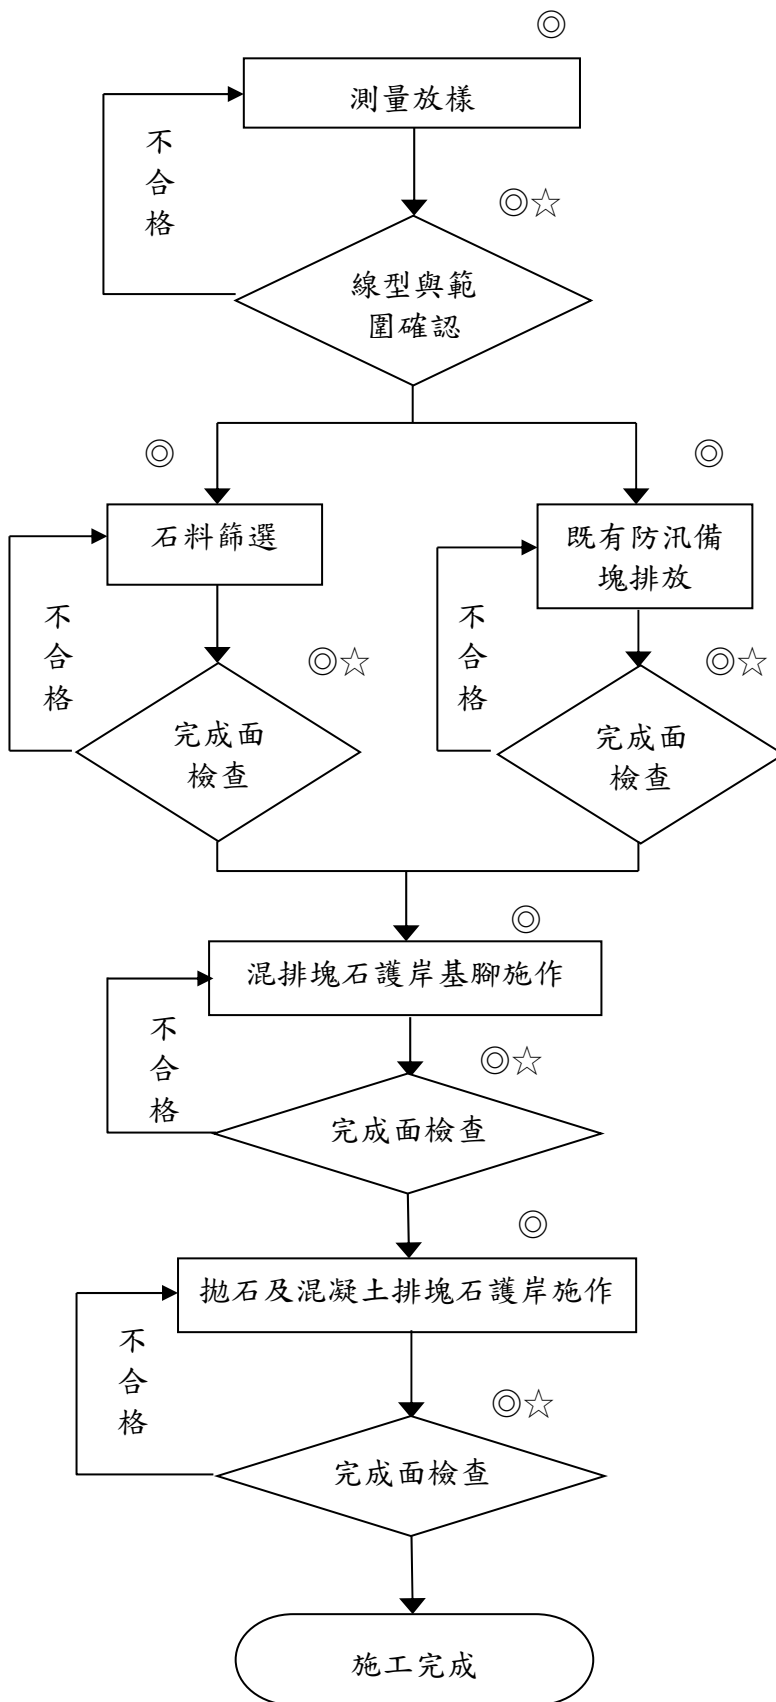 ◎
測量放樣
不合格
◎☆
線型與範
圍確認
◎
◎
石料篩選
既有防汛備
塊排放
不合格
不合格
◎☆
◎☆
完成面
檢查
完成面
檢查
◎
混排塊石護岸基腳施作
不合格
◎☆
完成面檢查
◎
拋石及混凝土排塊石護岸施作
不合格
◎☆
完成面檢查
施工完成